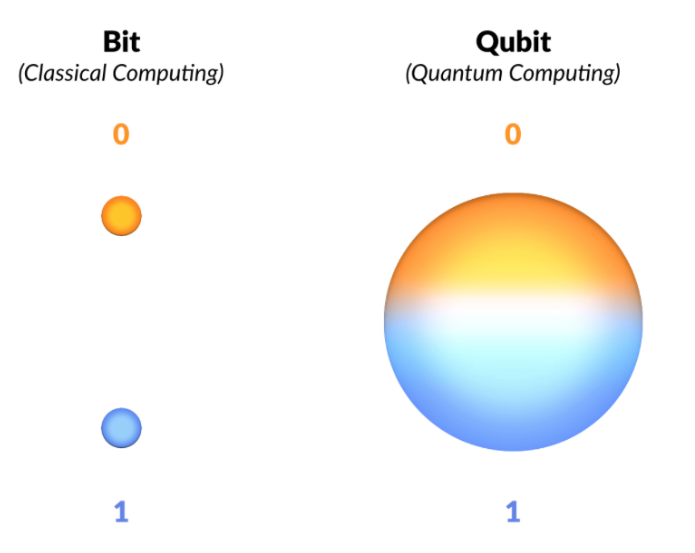 Bit
(Classical Computing)
0
1
Qubit
(Quantum Computing)
0
1